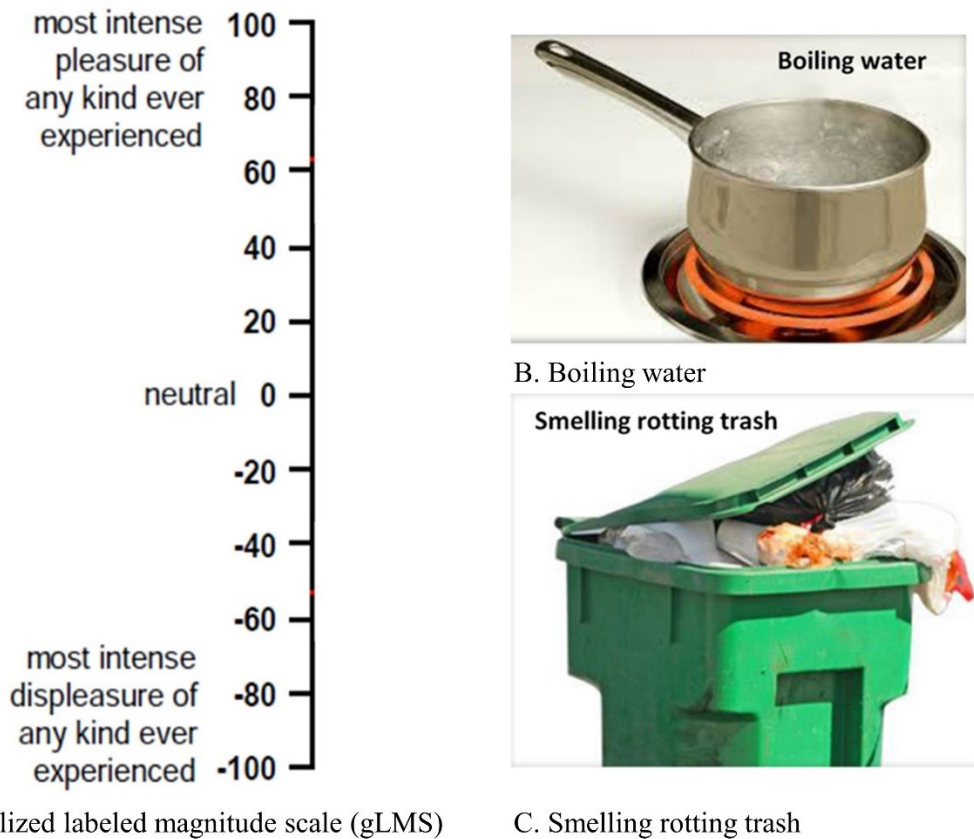 most intense
pleasure of
any kind ever
experienced
100
80
60
40
20
neutral 0
-20
-40
-60
-80
-100
most intense
displeasure of
any kind ever
experienced
lized labeled magnitude scale (gLMS)
Boiling water
B. Boiling water
Smelling rotting trash
C. Smelling rotting trash